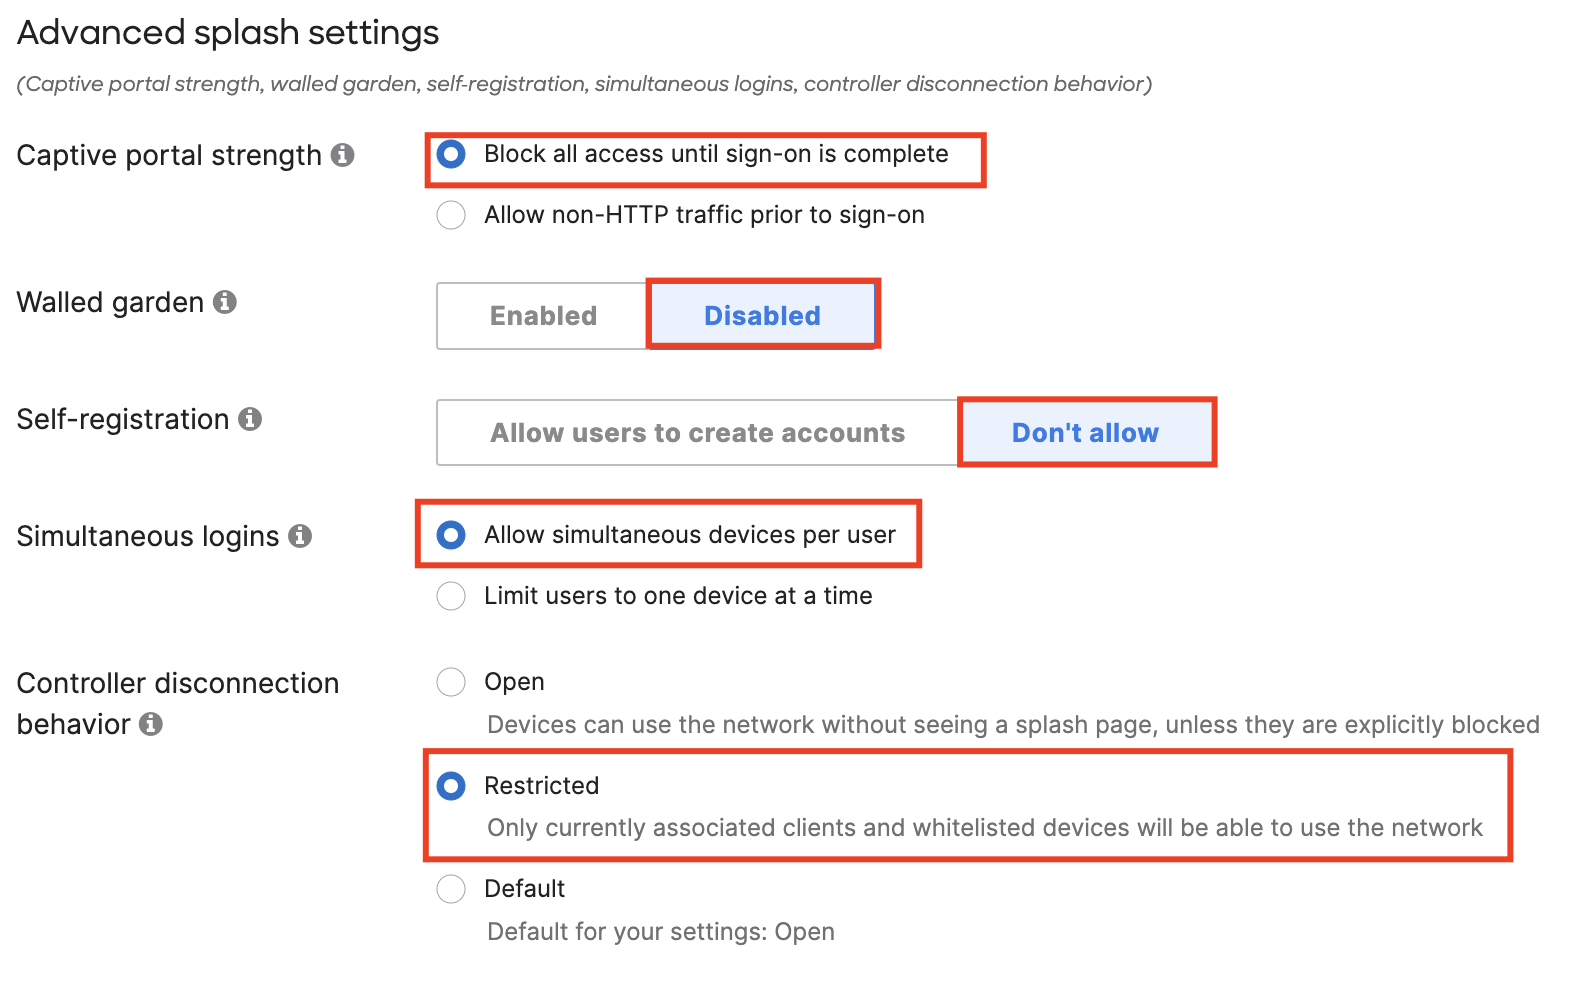 Advanced splash settings
(Captive portal strength, walled garden, self-registration, simultaneous logins, controller disconnection behavior)
Captive portal strength
Block all access until sign-on is complete
Allow non-HTTP traffic prior to sign-on
Walled garden
Enabled
Disabled
Self-registration
Allow users to create accounts
Don't allow
Simultaneous logins
Allow simultaneous devices per user
Limit users to one device at a time
Controller disconnection
behavior
Open
Devices can use the network without seeing a splash page, unless they are explicitly blocked
Restricted
Only currently associated clients and whitelisted devices will be able to use the network
Default
Default for your settings: Open